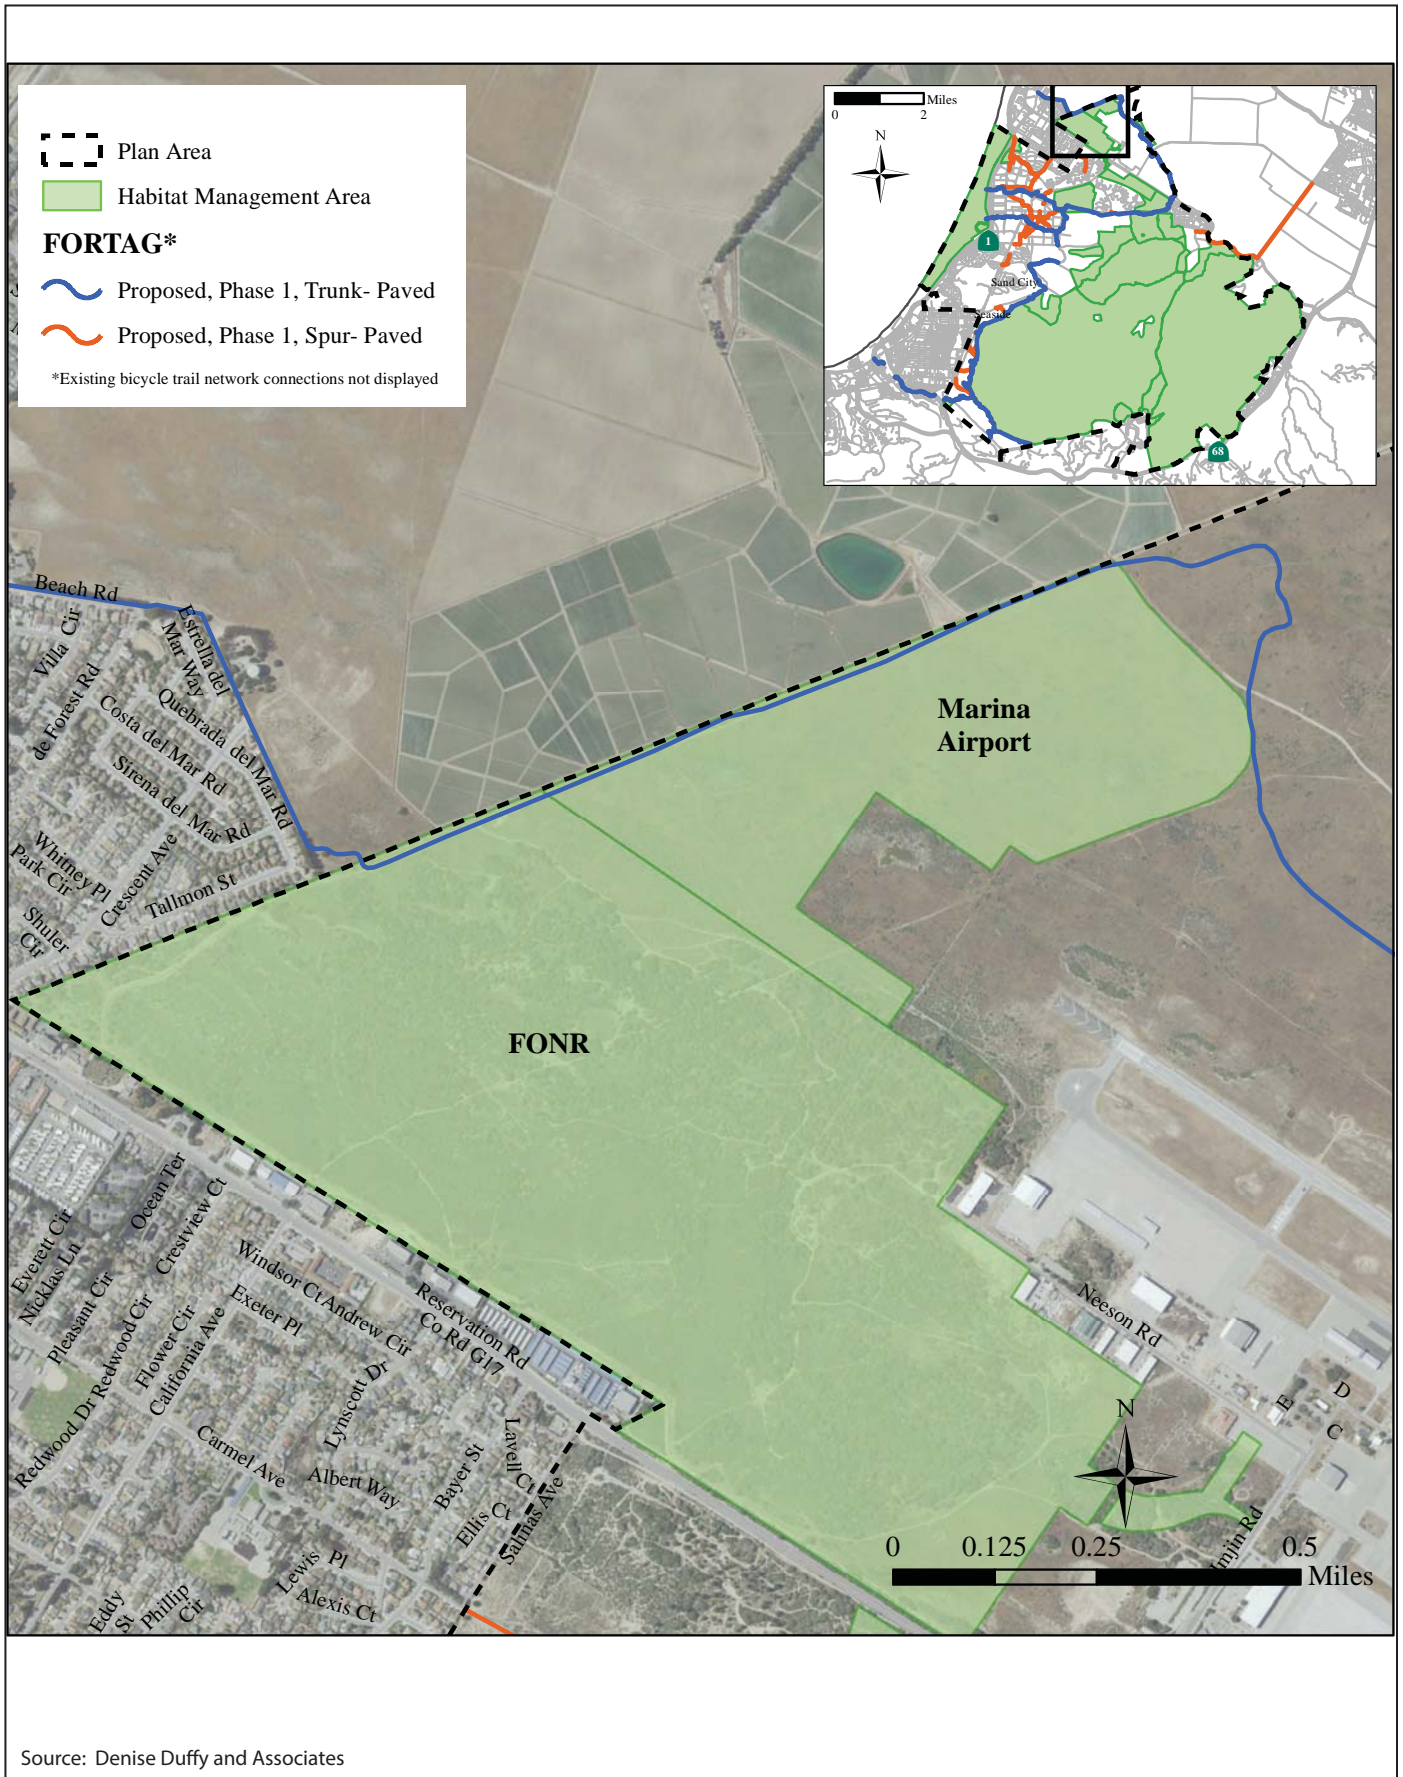 Plan Area
Habitat Management Area
FORTAG*
Proposed, Phase 1, Trunk- Paved
Proposed, Phase 1, Spur- Paved
*Existing bicycle trail network connections not displayed
Miles
0 2
N
1
Sand City
Seaside
68
Beach Rd
Villa Cir
de Forest Rd
Estrella del
Mar Way
Quebrada del Mar Rd
Costa del Mar Rd
Sirena del Mar Rd
Whitney Pl
Park Cir
Crescent Ave
Tallmon St
Shuler
Cir
Marina
Airport
FONR
Everett Cir
Nicklas Ln
Ocean Ter
Crestview Ct
Pleasant Cir
Redwood Cir
Redwood Dr
Flower Cir
California Ave
Windsor Ct
Andrew Cir
Exeter Pl
Reservation Rd
Co Rd G17
Lynscott Dr
Carmel Ave
Albert Way
Bayer St
Lavell Ct
Ellis Ct
Salinas Ave
Lewis Pl
Alexis Ct
Eddy
St
Phillip
Cir
Neeson Rd
D
E
C
Imjin Rd
N
0 0.125 0.25 0.5
Miles
Source: Denise Duffy and Associates